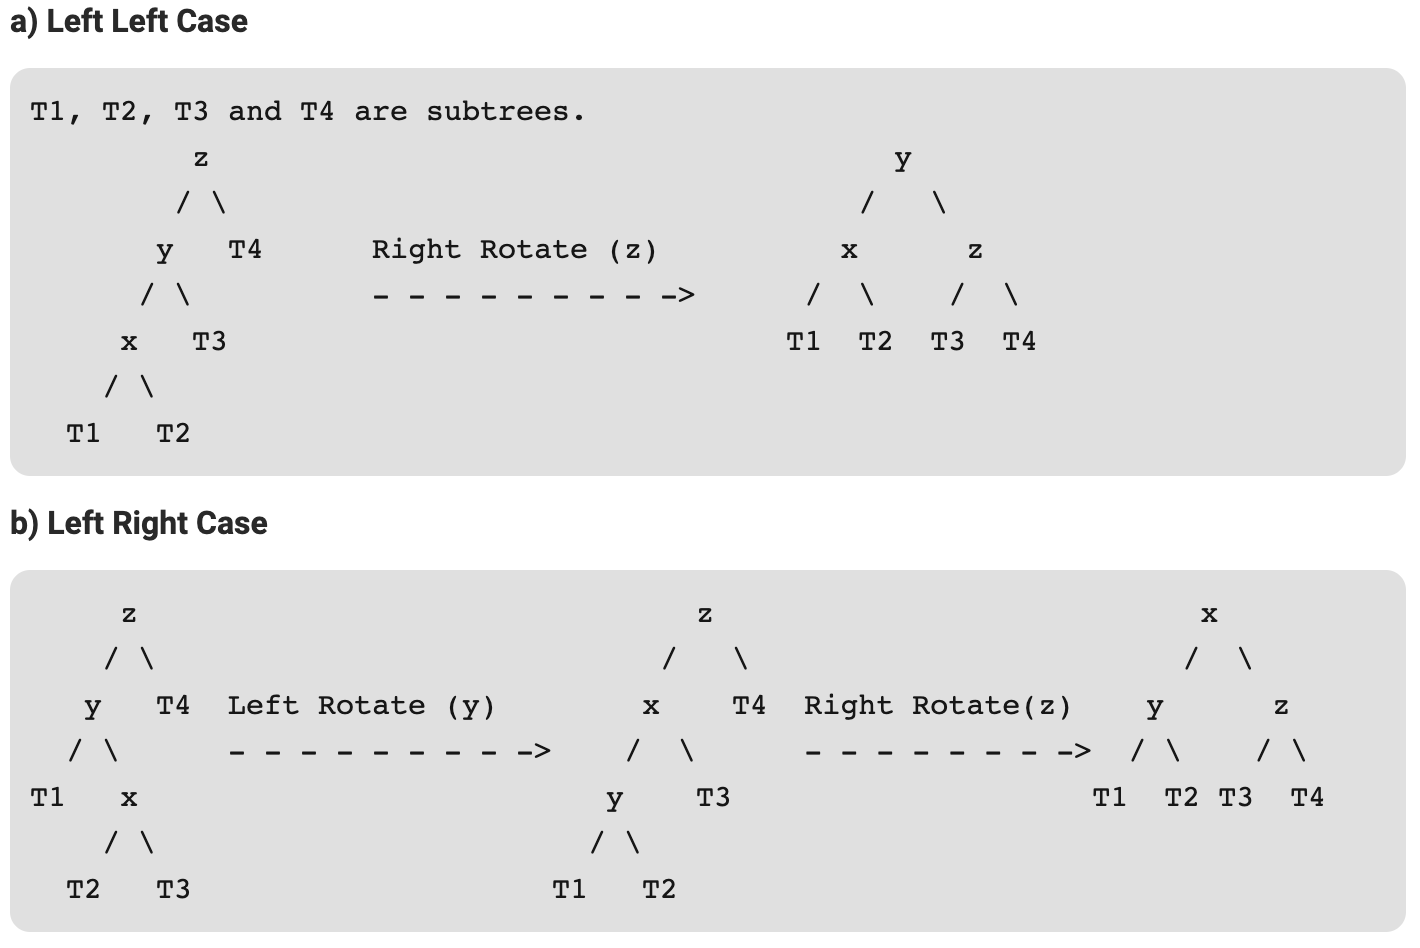 a) Left Left Case
T1, T2, T3 and T4 are subtrees.
z y
/ \ / \
y T4 Right Rotate (z) x z
/ \ - - - - - - - - -> / \ / \
x T3 T1 T2 T3 T4
/ \
T1 T2
b) Left Right Case
z z x
/ \ / \ / \
y T4 Left Rotate (y) x T4 Right Rotate(z) y z
/ \ - - - - - - - - -> / \ - - - - - - - -> / \ / \
T1 x y T3 T1 T2 T3 T4
/ \ / \
T2 T3 T1 T2